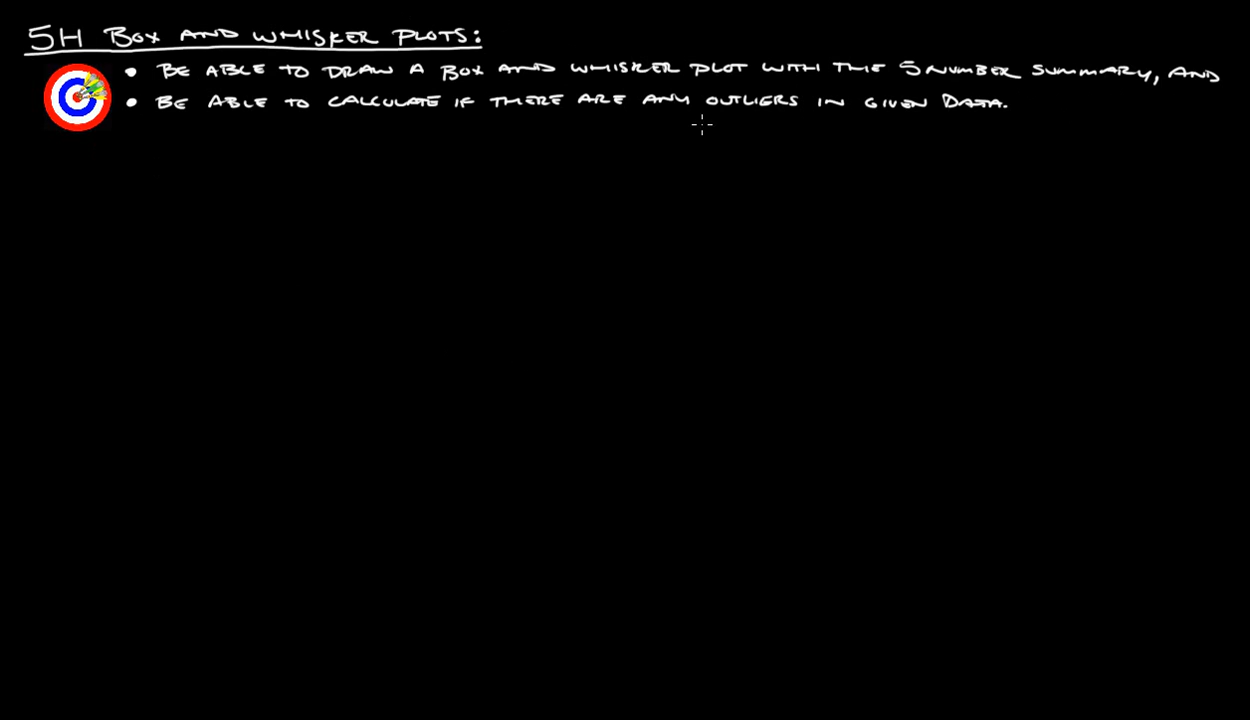 5H BOX AND WHISKER PLOTS:
• BE ABLE TO DRAW A BOX AND WHISKER PLOT WITH THE 5 NUMBER SUMMARY, AND
• BE ABLE TO CALCULATE IF THERE ARE ANY OUTLIERS IN GIVEN DATA.